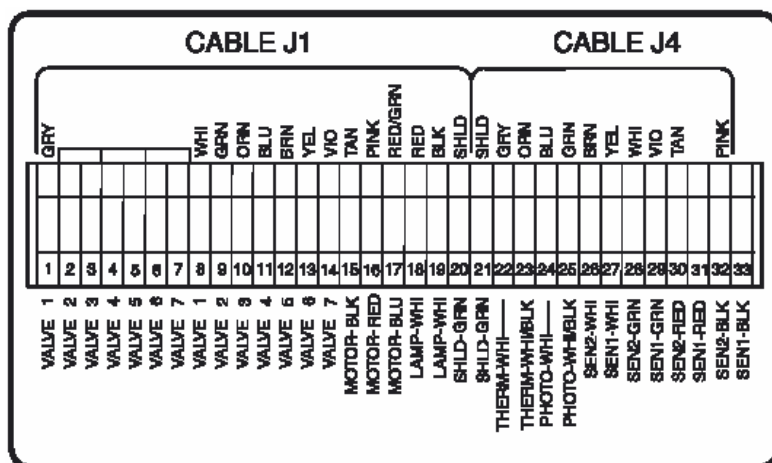 CABLE J1 CABLE J4
GRY WHI GRN ORN BLU BRN YEL VIO TAN PINK RED/GRN RED BLK SHLD SHLD GRY ORN BLU GRN BRN YEL WHI VIO TAN PINK
1 2 3 4 5 6 7 8 9 10 11 12 13 14 15 16 17 18 19 20 21 22 23 24 25 26 27 28 29 30 31 32 33
VALVE 1
VALVE 2
VALVE 3
VALVE 4
VALVE 5
VALVE 6
VALVE 7
VALVE 1
VALVE 2
VALVE 3
VALVE 4
VALVE 5
VALVE 6
VALVE 7
MOTOR-BLK
MOTOR-RED
MOTOR-BLU
LAMP-WHI
LAMP-WHI
SHLD-GRN
SHLD-GRN
THERM-WHI
THERM-WHI/BLK
PHOTO-WHI
PHOTO-WHI/BLK
SEN2-WHI
SEN1-WHI
SEN2-GRN
SEN1-GRN
SEN2-RED
SEN1-RED
SEN2-BLK
SEN1-BLK